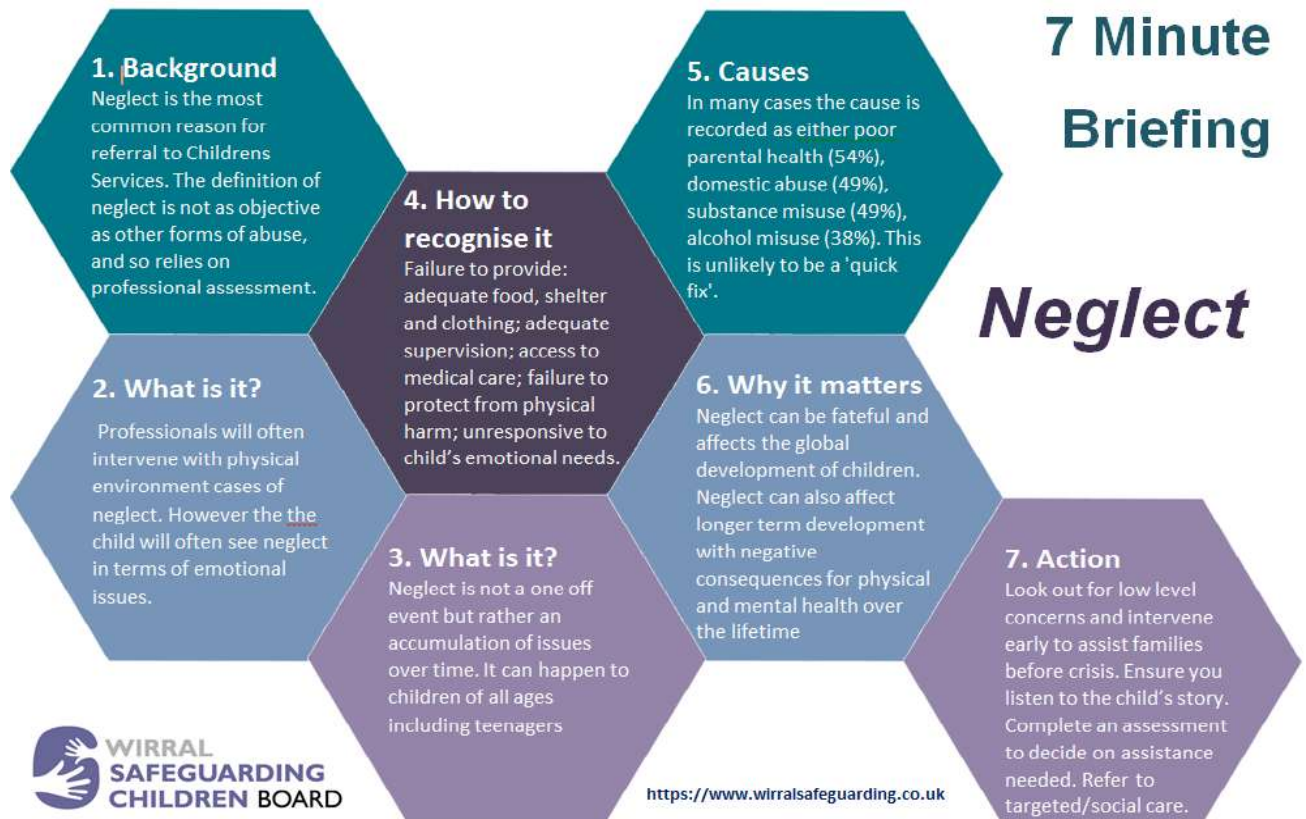 7 Minute
Briefing
Neglect
1. Background
Neglect is the most
common reason for
referral to Childrens
Services. The definition of
neglect is not as objective
as other forms of abuse,
and so relies on
professional assessment.
2. What is it?
Professionals will often
intervene with physical
environment cases of
neglect. However the the
child will often see neglect
in terms of emotional
issues.
3. What is it?
Neglect is not a one off
event but rather an
accumulation of issues
over time. It can happen to
children of all ages
including teenagers
4. How to
recognise it
Failure to provide:
adequate food, shelter
and clothing; adequate
supervision; access to
medical care; failure to
protect from physical
harm; unresponsive to
child's emotional needs.
5. Causes
In many cases the cause is
recorded as either poor
parental health (54%),
domestic abuse (49%),
substance misuse (49%),
alcohol misuse (38%). This
is unlikely to be a 'quick
fix'.
6. Why it matters
Neglect can be fateful and
affects the global
development of children.
Neglect can also affect
longer term development
with negative
consequences for physical
and mental health over
the lifetime
7. Action
Look out for low level
concerns and intervene
early to assist families
before crisis. Ensure you
listen to the child's story.
Complete an assessment
to decide on assistance
needed. Refer to
targeted/social care.
WIRRAL
SAFEGUARDING
CHILDREN BOARD
https://www.wirralsafeguarding.co.uk